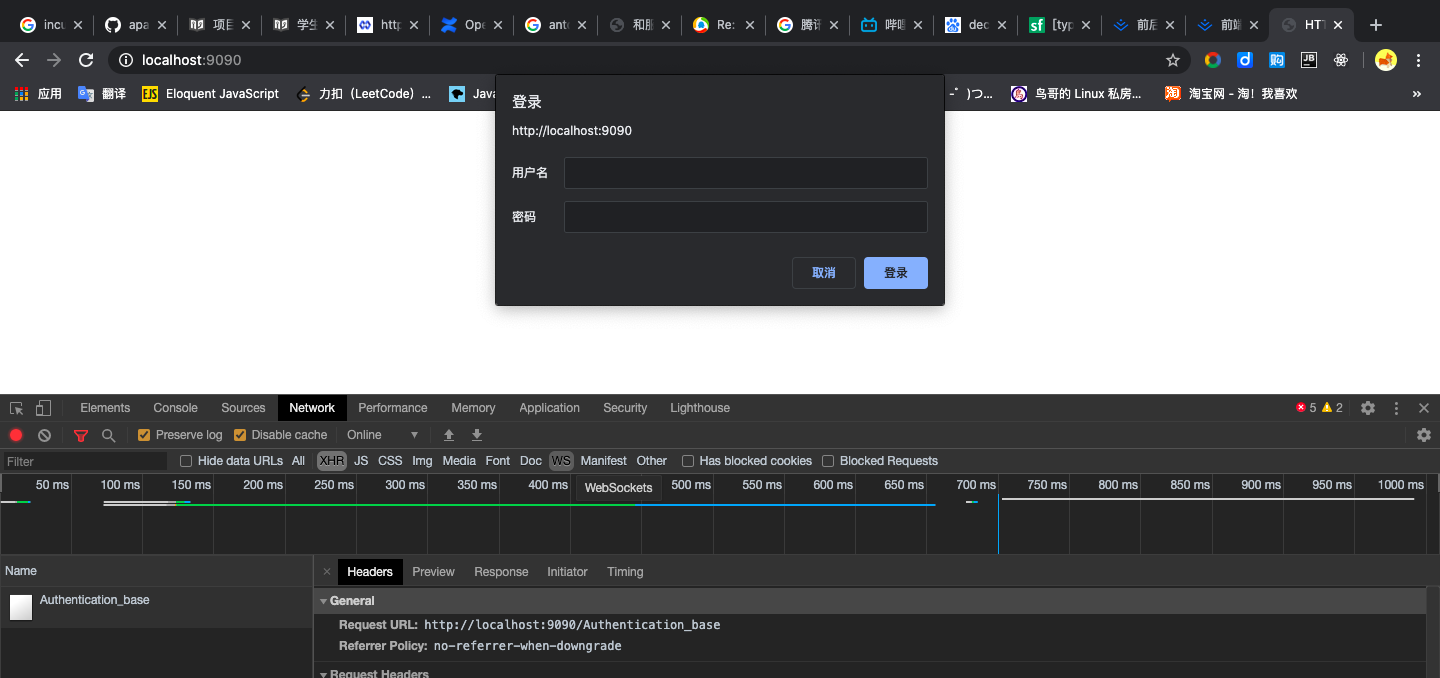 incu
apa
项目
学生
http
Ope
anto
和服
Re:
腾讯
哔哩
dec
[typ
前后
前端
HTT
localhost:9090
应用
翻译
EJS
Eloquent JavaScript
力扣（LeetCode）...
Java
-゜)つ...
鸟哥的 Linux 私房...
淘
淘宝网 - 淘！我喜欢
»
购
JB
sf
登录
http://localhost:9090
用户名
密码
取消
登录
Elements Console Sources Network Performance Memory Application Security Lighthouse 5 2
Preserve log Disable cache Online
Filter Hide data URLs All XHR JS CSS Img Media Font Doc WS Manifest Other Has blocked cookies Blocked Requests
50 ms 100 ms 150 ms 200 ms 250 ms 300 ms 350 ms 400 ms 500 ms 550 ms 600 ms 650 ms 700 ms 750 ms 800 ms 850 ms 900 ms 950 ms 1000 ms
WebSockets
Name
Authentication_base
Headers Preview Response Initiator Timing
General
Request URL: http://localhost:9090/Authentication_base
Referrer Policy: no-referrer-when-downgrade
Request Headers